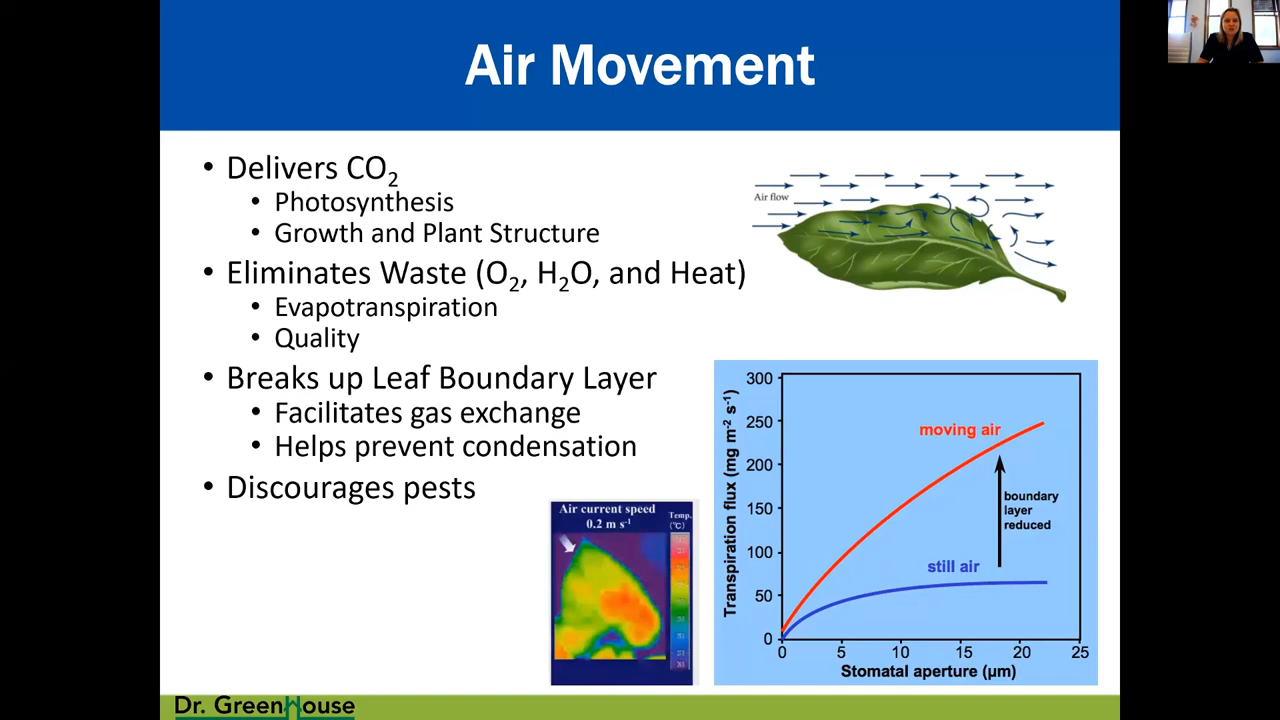 Air Movement
• Delivers CO₂
• Photosynthesis
• Growth and Plant Structure
• Eliminates Waste (O₂, H₂O, and Heat)
• Evapotranspiration
• Quality
• Breaks up Leaf Boundary Layer
• Facilitates gas exchange
• Helps prevent condensation
• Discourages pests
Air flow
Air current speed
0.2 m s⁻¹
Temp.
(°C)
Transpiration flux (mg m⁻² s⁻¹)
300
250
200
150
100
50
0
moving air
boundary
layer
reduced
still air
0 5 10 15 20 25
Stomatal aperture (µm)
Dr. GreenHouse